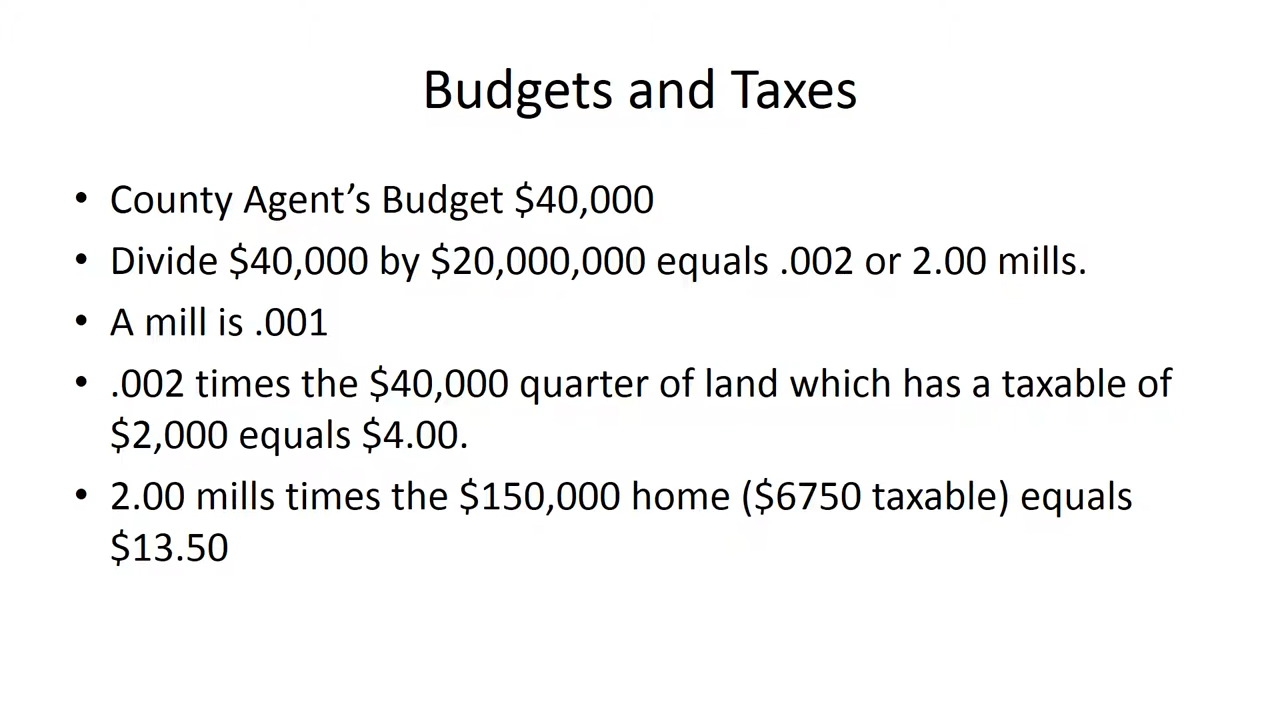 Budgets and Taxes
• County Agent’s Budget $40,000
• Divide $40,000 by $20,000,000 equals .002 or 2.00 mills.
• A mill is .001
• .002 times the $40,000 quarter of land which has a taxable of
$2,000 equals $4.00.
• 2.00 mills times the $150,000 home ($6750 taxable) equals
$13.50